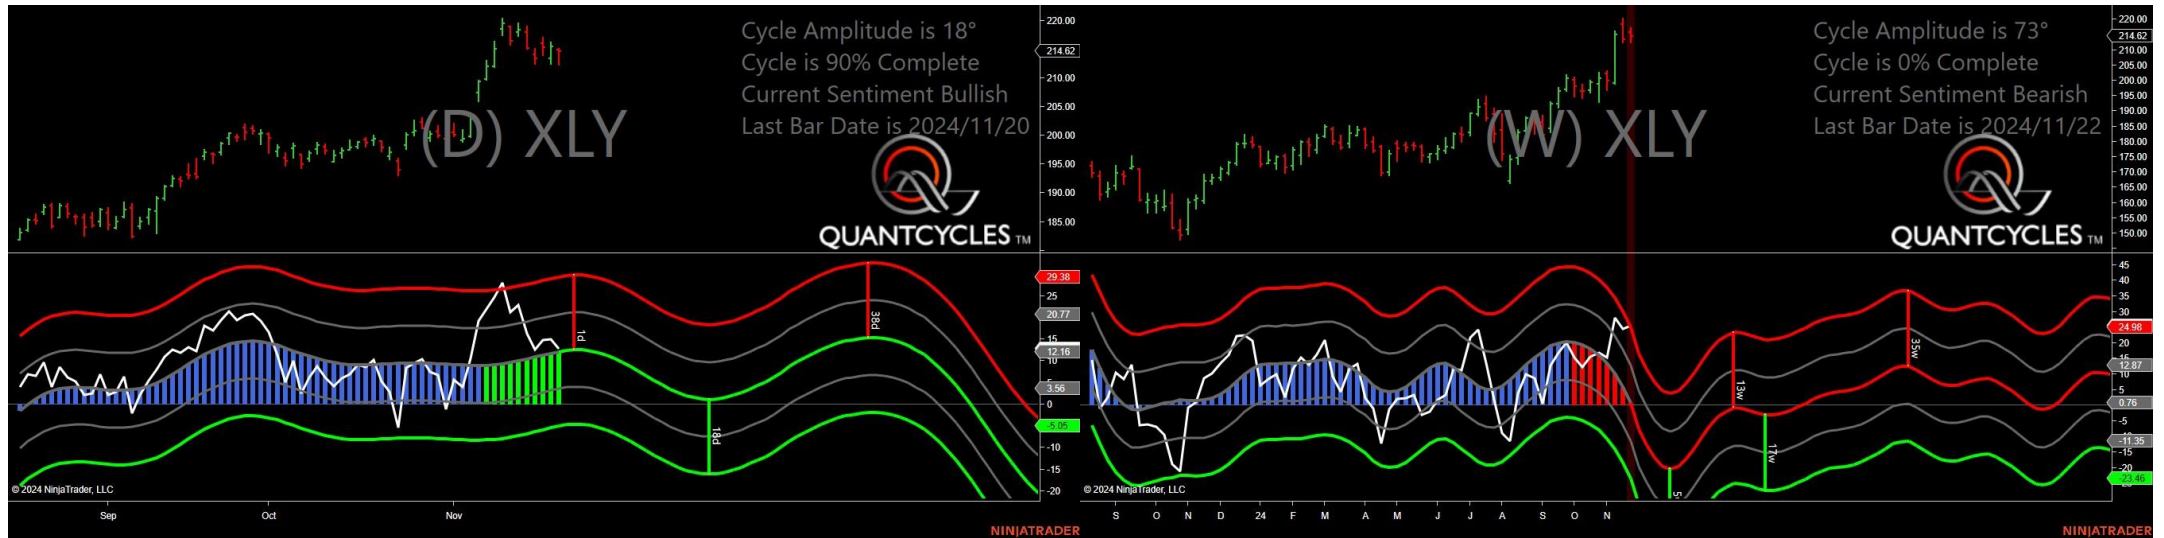 Cycle Amplitude is 18°
Cycle is 90% Complete
Current Sentiment Bullish
Last Bar Date is 2024/11/20
(D) XLY
QUANTCYCLES TM
220.00
214.62
210.00
205.00
200.00
195.00
190.00
185.00
29.38
25
20.77
15
12.16
10
3.56
0
-5.05
-10
-15
-20
1d
38d
18d
© 2024 NinjaTrader, LLC
Sep Oct Nov
NINJATRADER
Cycle Amplitude is 73°
Cycle is 0% Complete
Current Sentiment Bearish
Last Bar Date is 2024/11/22
(W) XLY
QUANTCYCLES TM
220.00
214.62
210.00
205.00
200.00
195.00
190.00
185.00
180.00
175.00
170.00
165.00
160.00
155.00
150.00
45
40
35
30
24.98
20
15
12.87
10
5
0.76
-5
-11.35
-15
-20
-23.46
13w
35w
17w
© 2024 NinjaTrader, LLC
S O N D 24 F M A M J J A S O N
NINJATRADER